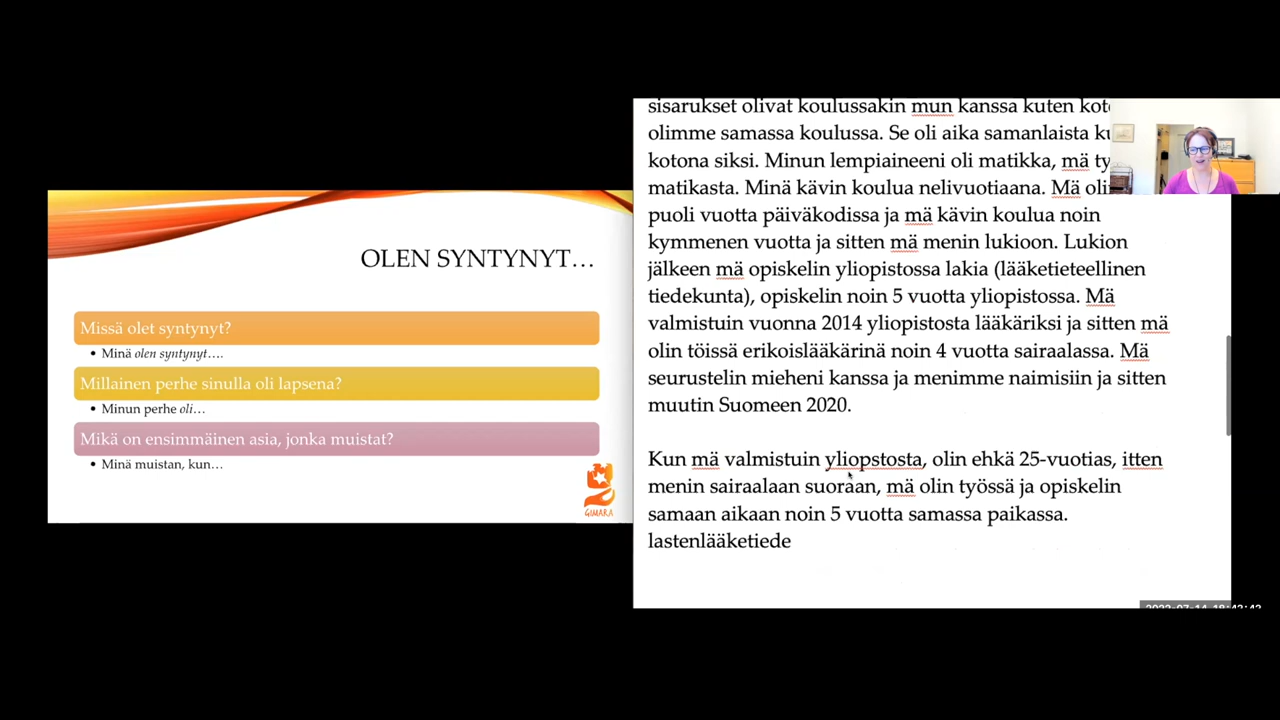 OLEN SYNTYNYT...
Missä olet syntynyt?
• Minä olen syntynyt....
Millainen perhe sinulla oli lapsena?
• Minun perhe oli...
Mikä on ensimmäinen asia, jonka muistat?
• Minä muistan, kun...
GIMARA
sisarukset olivat koulussakin mun kanssa kuten
olimme samassa koulussa. Se oli aika samanlaista
kotona siksi. Minun lempiaineeni oli matikka, mä
matikasta. Minä kävin koulua nelivuotiaana. Mä
puoli vuotta päiväkodissa ja mä kävin koulua noin
kymmenen vuotta ja sitten mä menin lukioon. Lukion
jälkeen mä opiskelin yliopistossa lakia (lääketieteellinen
tiedekunta), opiskelin noin 5 vuotta yliopistossa. Mä
valmistuin vuonna 2014 yliopistosta lääkäriksi ja sitten mä
olin töissä erikoislääkärinä noin 4 vuotta sairaalassa. Mä
seurustelin mieheni kanssa ja menimme naimisiin ja sitten
muutin Suomeen 2020.
Kun mä valmistuin yliopstosta, olin ehkä 25-vuotias, itten
menin sairaalaan suoraan, mä olin työssä ja opiskelin
samaan aikaan noin 5 vuotta samassa paikassa.
lastenlääketiede